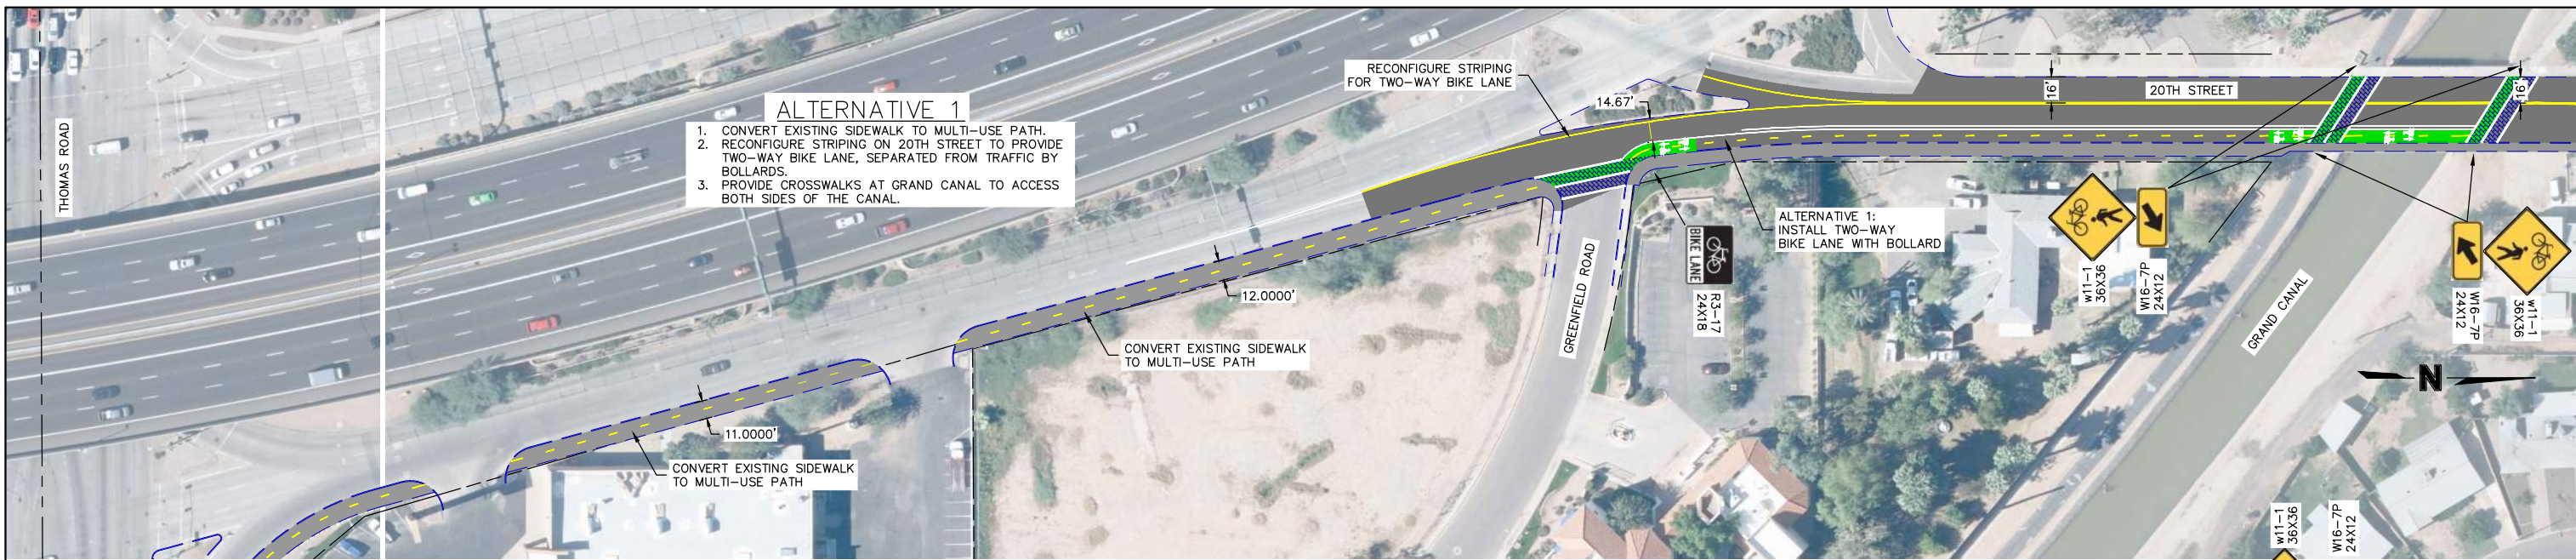 THOMAS ROAD
ALTERNATIVE 1
1. CONVERT EXISTING SIDEWALK TO MULTI-USE PATH.
2. RECONFIGURE STRIPING ON 20TH STREET TO PROVIDE
TWO-WAY BIKE LANE, SEPARATED FROM TRAFFIC BY
BOLLARDS.
3. PROVIDE CROSSWALKS AT GRAND CANAL TO ACCESS
BOTH SIDES OF THE CANAL.
11.0000'
CONVERT EXISTING SIDEWALK
TO MULTI-USE PATH
12.0000'
CONVERT EXISTING SIDEWALK
TO MULTI-USE PATH
RECONFIGURE STRIPING
FOR TWO-WAY BIKE LANE
14.67'
GREENFIELD ROAD
BIKE LANE
R3-17
24X18
ALTERNATIVE 1:
INSTALL TWO-WAY
BIKE LANE WITH BOLLARD
16'
20TH STREET
16'
w11-1
36X36
W16-7P
24X12
GRAND CANAL
W16-7P
24X12
w11-1
36X36
N
w11-1
36X36
W16-7P
24X12